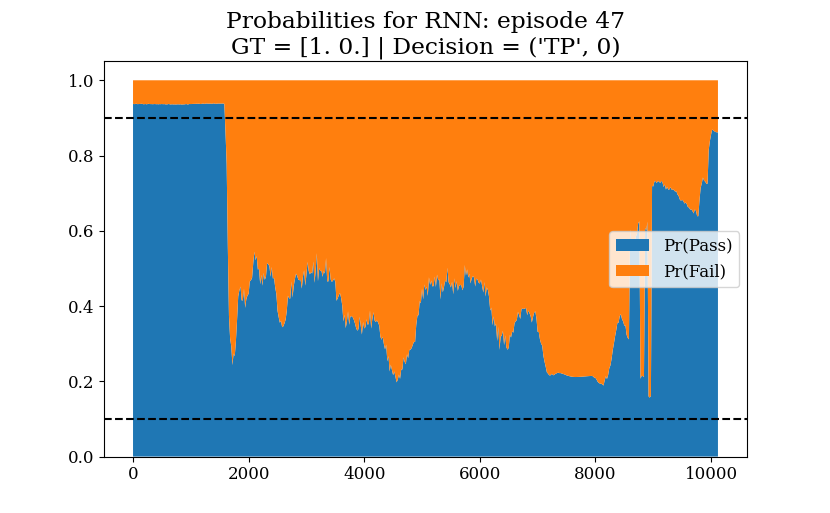 Probabilities for RNN: episode 47
GT = [1. 0.] | Decision = ('TP', 0)
1.0
0.8
0.6
0.4
0.2
0.0
Pr(Pass)
Pr(Fail)
0 2000 4000 6000 8000 10000